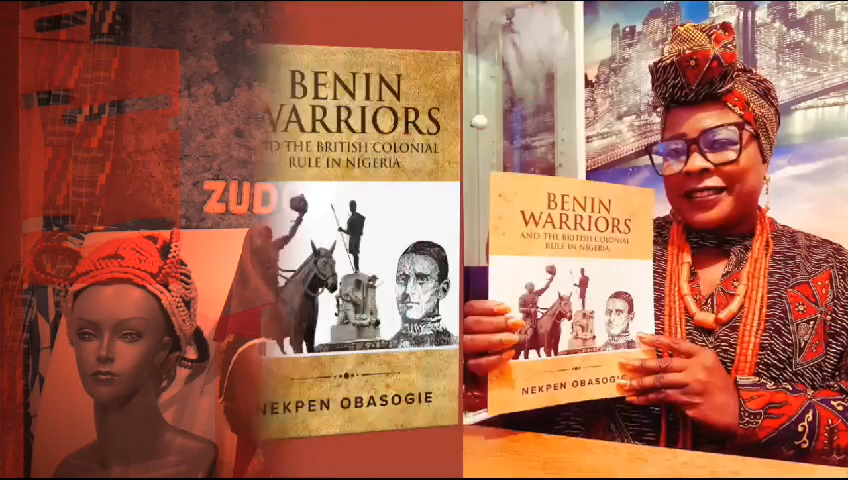 BENIN
WARRIORS
AND THE BRITISH COLONIAL
RULE IN NIGERIA
ZUD
NEKPEN OBASOGIE
BENIN
WARRIORS
AND THE BRITISH COLONIAL
RULE IN NIGERIA
NEKPEN OBASOGIE